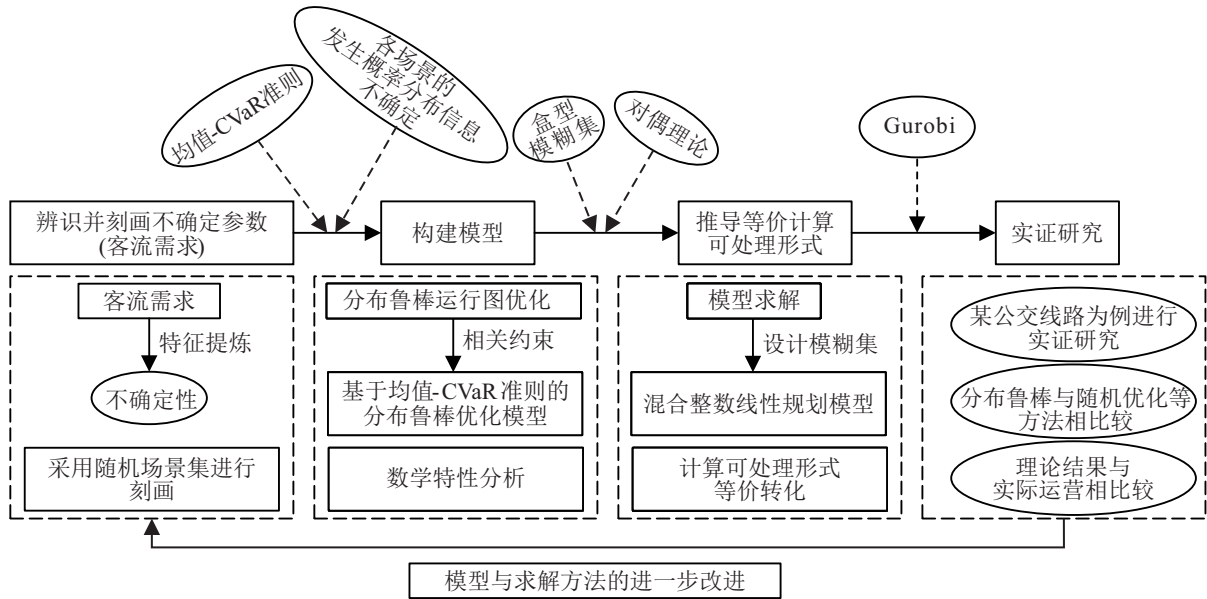 均值-CVaR准则
各场景的
发生概率分布信息
不确定
盒型
模糊集
对偶理论
Gurobi
辨识并刻画不确定参数
(客流需求)
构建模型
推导等价计算
可处理形式
实证研究
客流需求
特征提炼
不确定性
采用随机场景集进行
刻画
分布鲁棒运行图优化
相关约束
基于均值-CVaR准则的
分布鲁棒优化模型
数学特性分析
模型求解
设计模糊集
混合整数线性规划模型
计算可处理形式
等价转化
某公交线路为例进行
实证研究
分布鲁棒与随机优化等
方法相比较
理论结果与
实际运营相比较
模型与求解方法的进一步改进